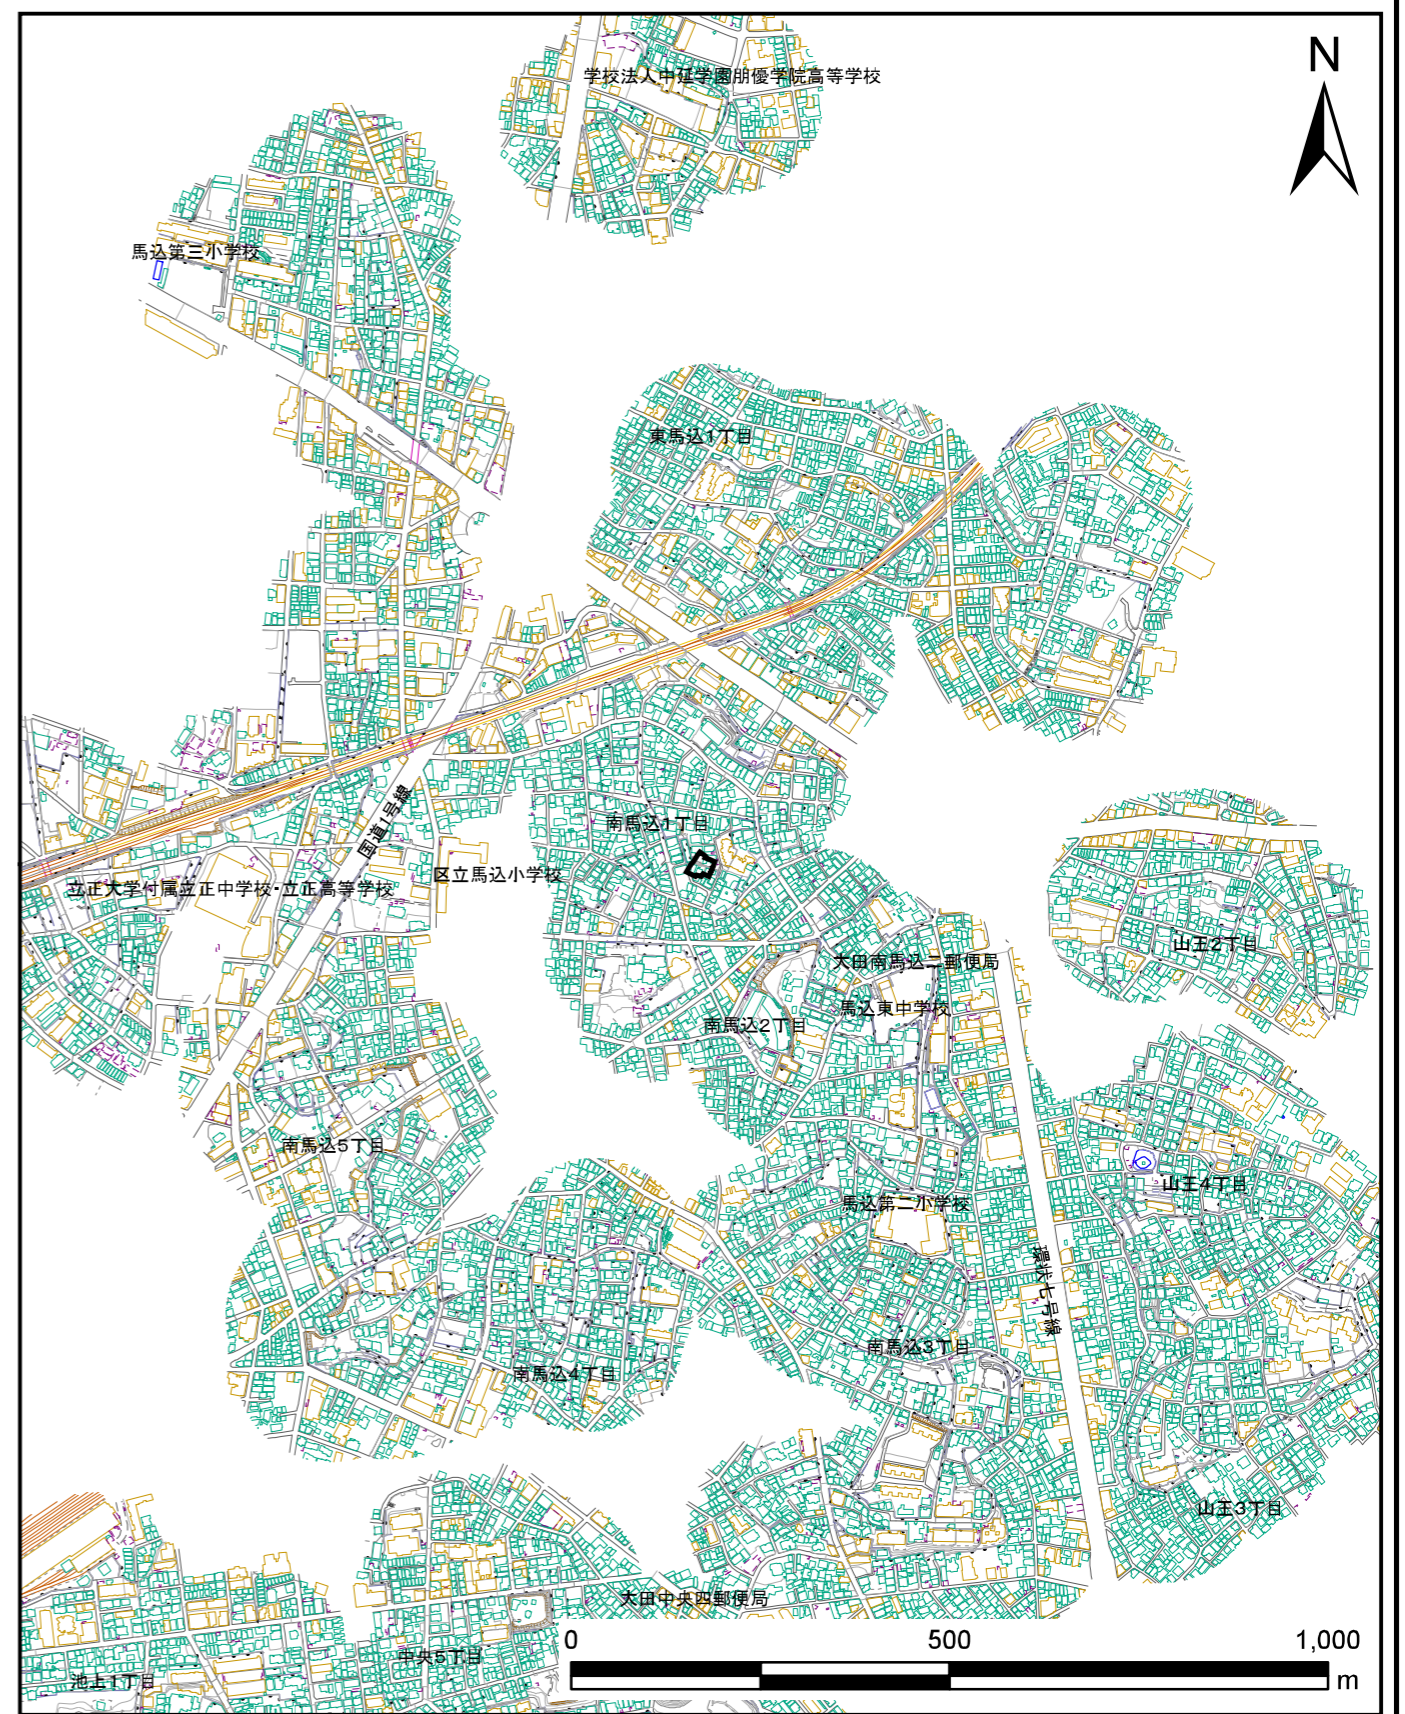 N
学校法人中延学園朋優学院高等学校
馬込第三小学校
東馬込1丁目
国道1号線
南馬込1丁目
区立馬込小学校
立正大学付属立正中学校・立正高等学校
山王2丁目
大田南馬込二郵便局
馬込東中学校
南馬込2丁目
南馬込5丁目
山王4丁目
馬込第二小学校
環状七号線
南馬込3丁目
南馬込4丁目
山王3丁目
大田中央四郵便局
0 500 1,000
m
中央5丁目
池上1丁目